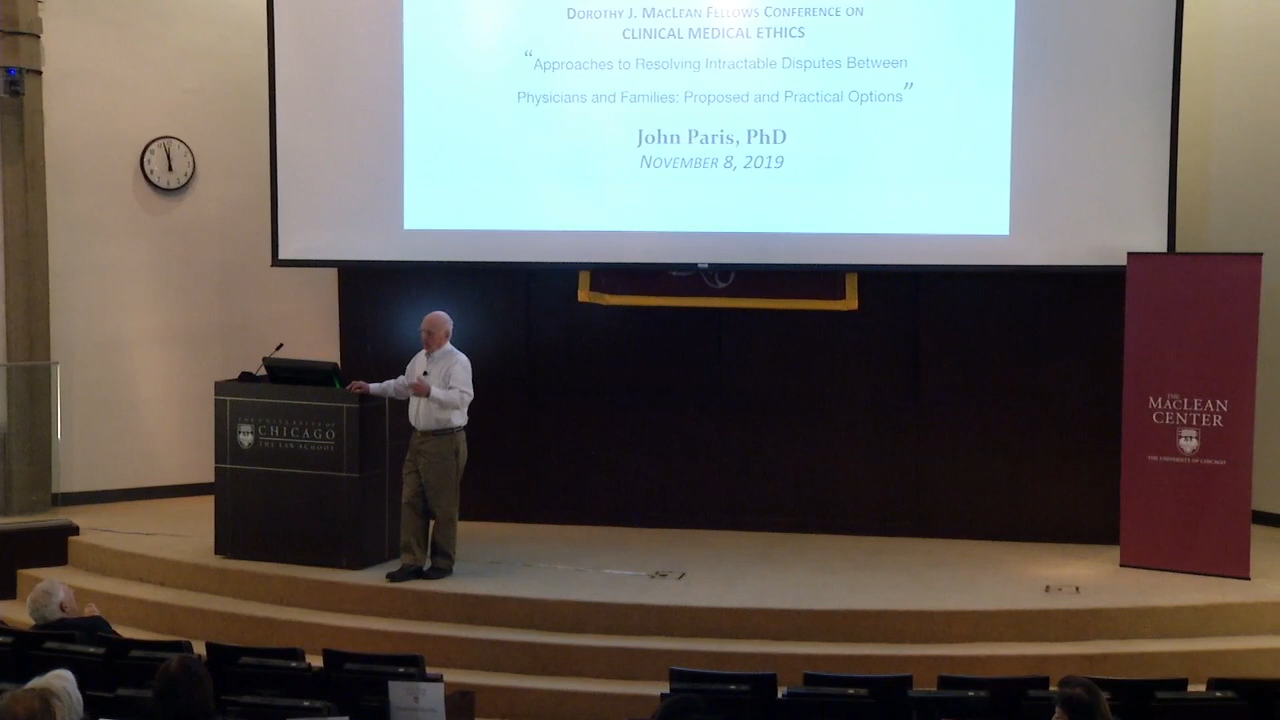 DOROTHY J. MACLEAN FELLOWS CONFERENCE ON
CLINICAL MEDICAL ETHICS
“Approaches to Resolving Intractable Disputes Between
Physicians and Families: Proposed and Practical Options”
John Paris, PhD
NOVEMBER 8, 2019
THE UNIVERSITY OF
CHICAGO
THE LAW SCHOOL
THE
MACLEAN
CENTER
THE UNIVERSITY OF CHICAGO